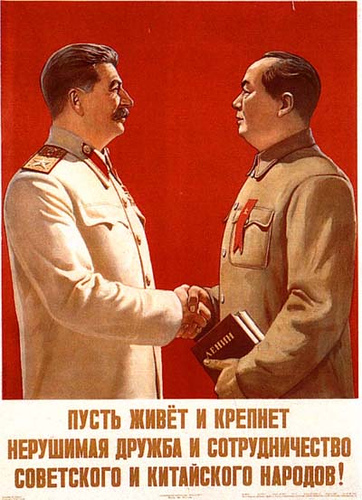 ЛЕНИН
ПУСТЬ ЖИВЁТ И КРЕПНЕТ
НЕРУШИМАЯ ДРУЖБА И СОТРУДНИЧЕСТВО
СОВЕТСКОГО И КИТАЙСКОГО НАРОДОВ!